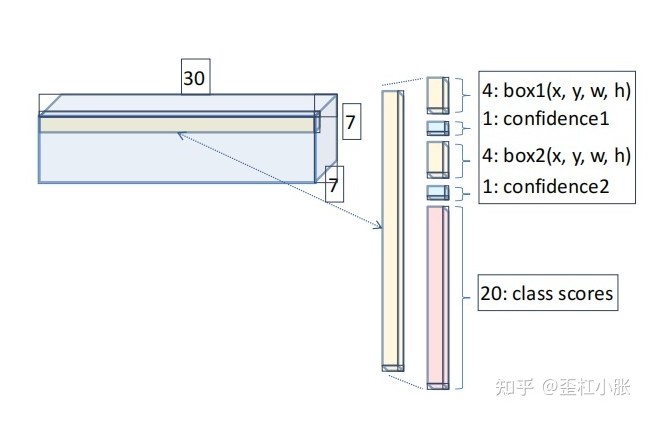 30
7
7
4: box1(x, y, w, h)
1: confidence1
4: box2(x, y, w, h)
1: confidence2
20: class scores
知乎 @歪杠小胀